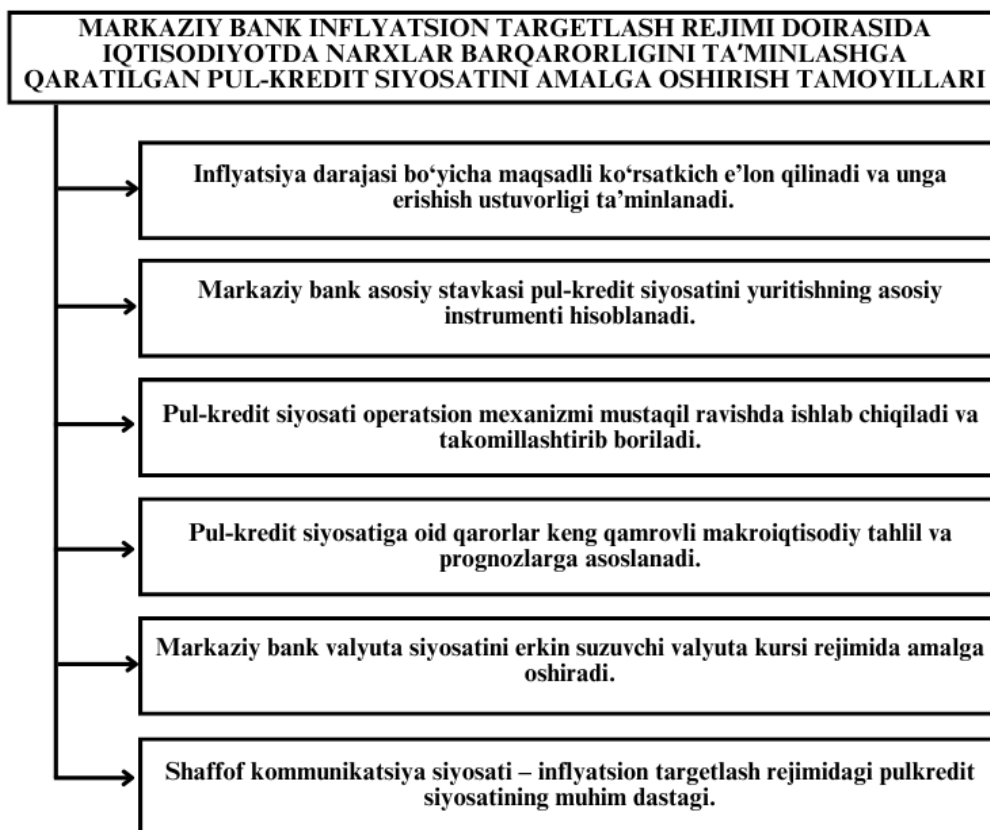 MARKAZIY BANK INFLYATSION TARGETLASH REJIMI DOIRASIDA
IQTISODIYOTDA NARXLAR BARQARORLIGINI TA’MINLASHGA
QARATILGAN PUL-KREDIT SIYOSATINI AMALGA OSHIRISH TAMOYILLARI
Inflyatsiya darajasi bo‘yicha maqsadli ko‘rsatkich e’lon qilinadi va unga
erishish ustuvorligi ta’minlanadi.
Markaziy bank asosiy stavkasi pul-kredit siyosatini yuritishning asosiy
instrumenti hisoblanadi.
Pul-kredit siyosati operatsion mexanizmi mustaqil ravishda ishlab chiqiladi va
takomillashtirib boriladi.
Pul-kredit siyosatiga oid qarorlar keng qamrovli makroiqtisodiy tahlil va
prognozlarga asoslanadi.
Markaziy bank valyuta siyosatini erkin suzuvchi valyuta kursi rejimida amalga
oshiradi.
Shaffof kommunikatsiya siyosati – inflyatsion targetlash rejimidagi pulkredit
siyosatining muhim dastagi.